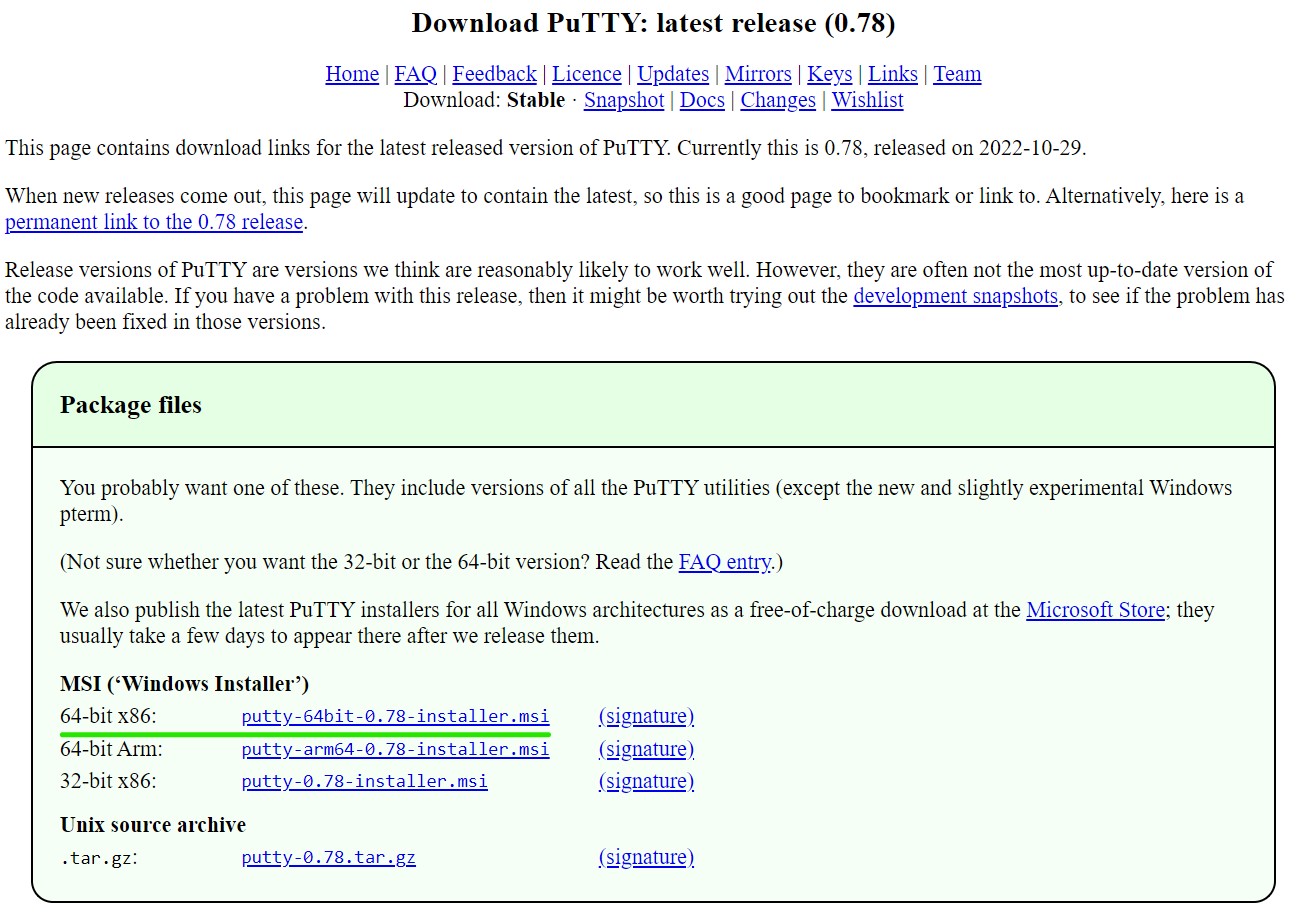 Download PuTTY: latest release (0.78)
Home | FAQ | Feedback | Licence | Updates | Mirrors | Keys | Links | Team
Download: Stable · Snapshot | Docs | Changes | Wishlist
This page contains download links for the latest released version of PuTTY. Currently this is 0.78, released on 2022-10-29.
When new releases come out, this page will update to contain the latest, so this is a good page to bookmark or link to. Alternatively, here is a
permanent link to the 0.78 release.
Release versions of PuTTY are versions we think are reasonably likely to work well. However, they are often not the most up-to-date version of
the code available. If you have a problem with this release, then it might be worth trying out the development snapshots, to see if the problem has
already been fixed in those versions.
Package files
You probably want one of these. They include versions of all the PuTTY utilities (except the new and slightly experimental Windows
pterm).
(Not sure whether you want the 32-bit or the 64-bit version? Read the FAQ entry.)
We also publish the latest PuTTY installers for all Windows architectures as a free-of-charge download at the Microsoft Store; they
usually take a few days to appear there after we release them.
MSI (‘Windows Installer’)
64-bit x86: putty-64bit-0.78-installer.msi (signature)
64-bit Arm: putty-arm64-0.78-installer.msi (signature)
32-bit x86: putty-0.78-installer.msi (signature)
Unix source archive
.tar.gz: putty-0.78.tar.gz (signature)